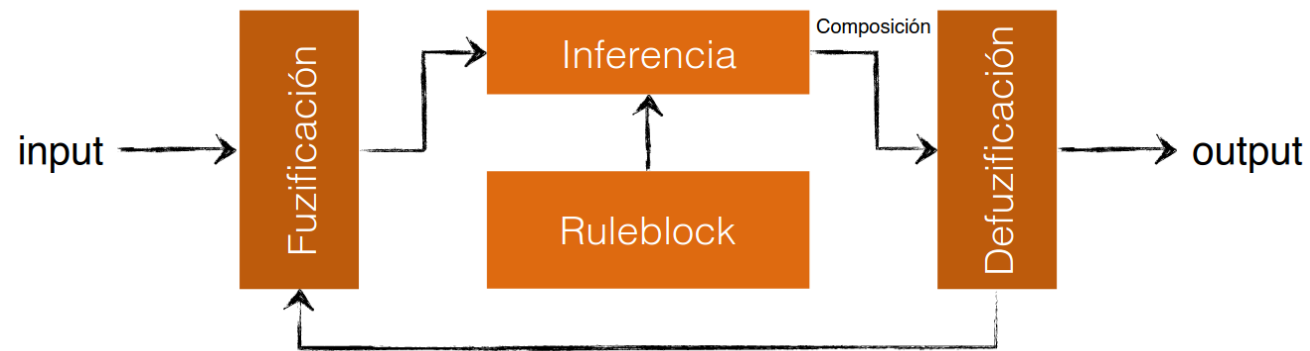 input
Fuzificación
Inferencia
Ruleblock
Composición
Defuzificación
output